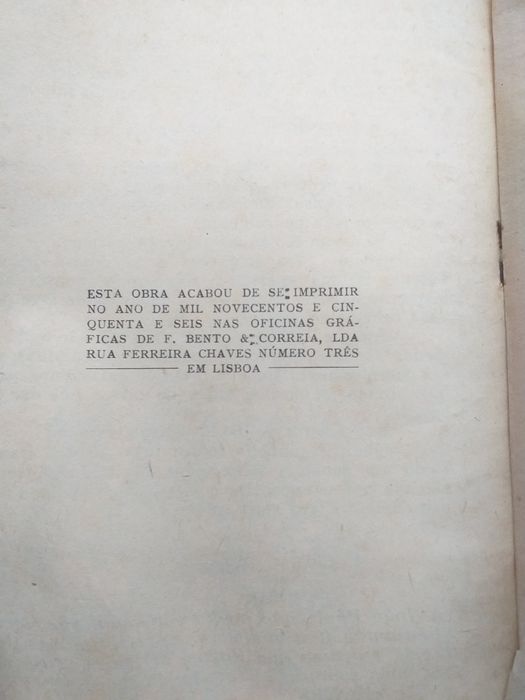 ESTA OBRA ACABOU DE SE IMPRIMIR
NO ANO DE MIL NOVECENTOS E CIN-
QUENTA E SEIS NAS OFICINAS GRÁ-
FICAS DE F. BENTO & CORREIA, LDA
RUA FERREIRA CHAVES NÚMERO TRÊS
EM LISBOA